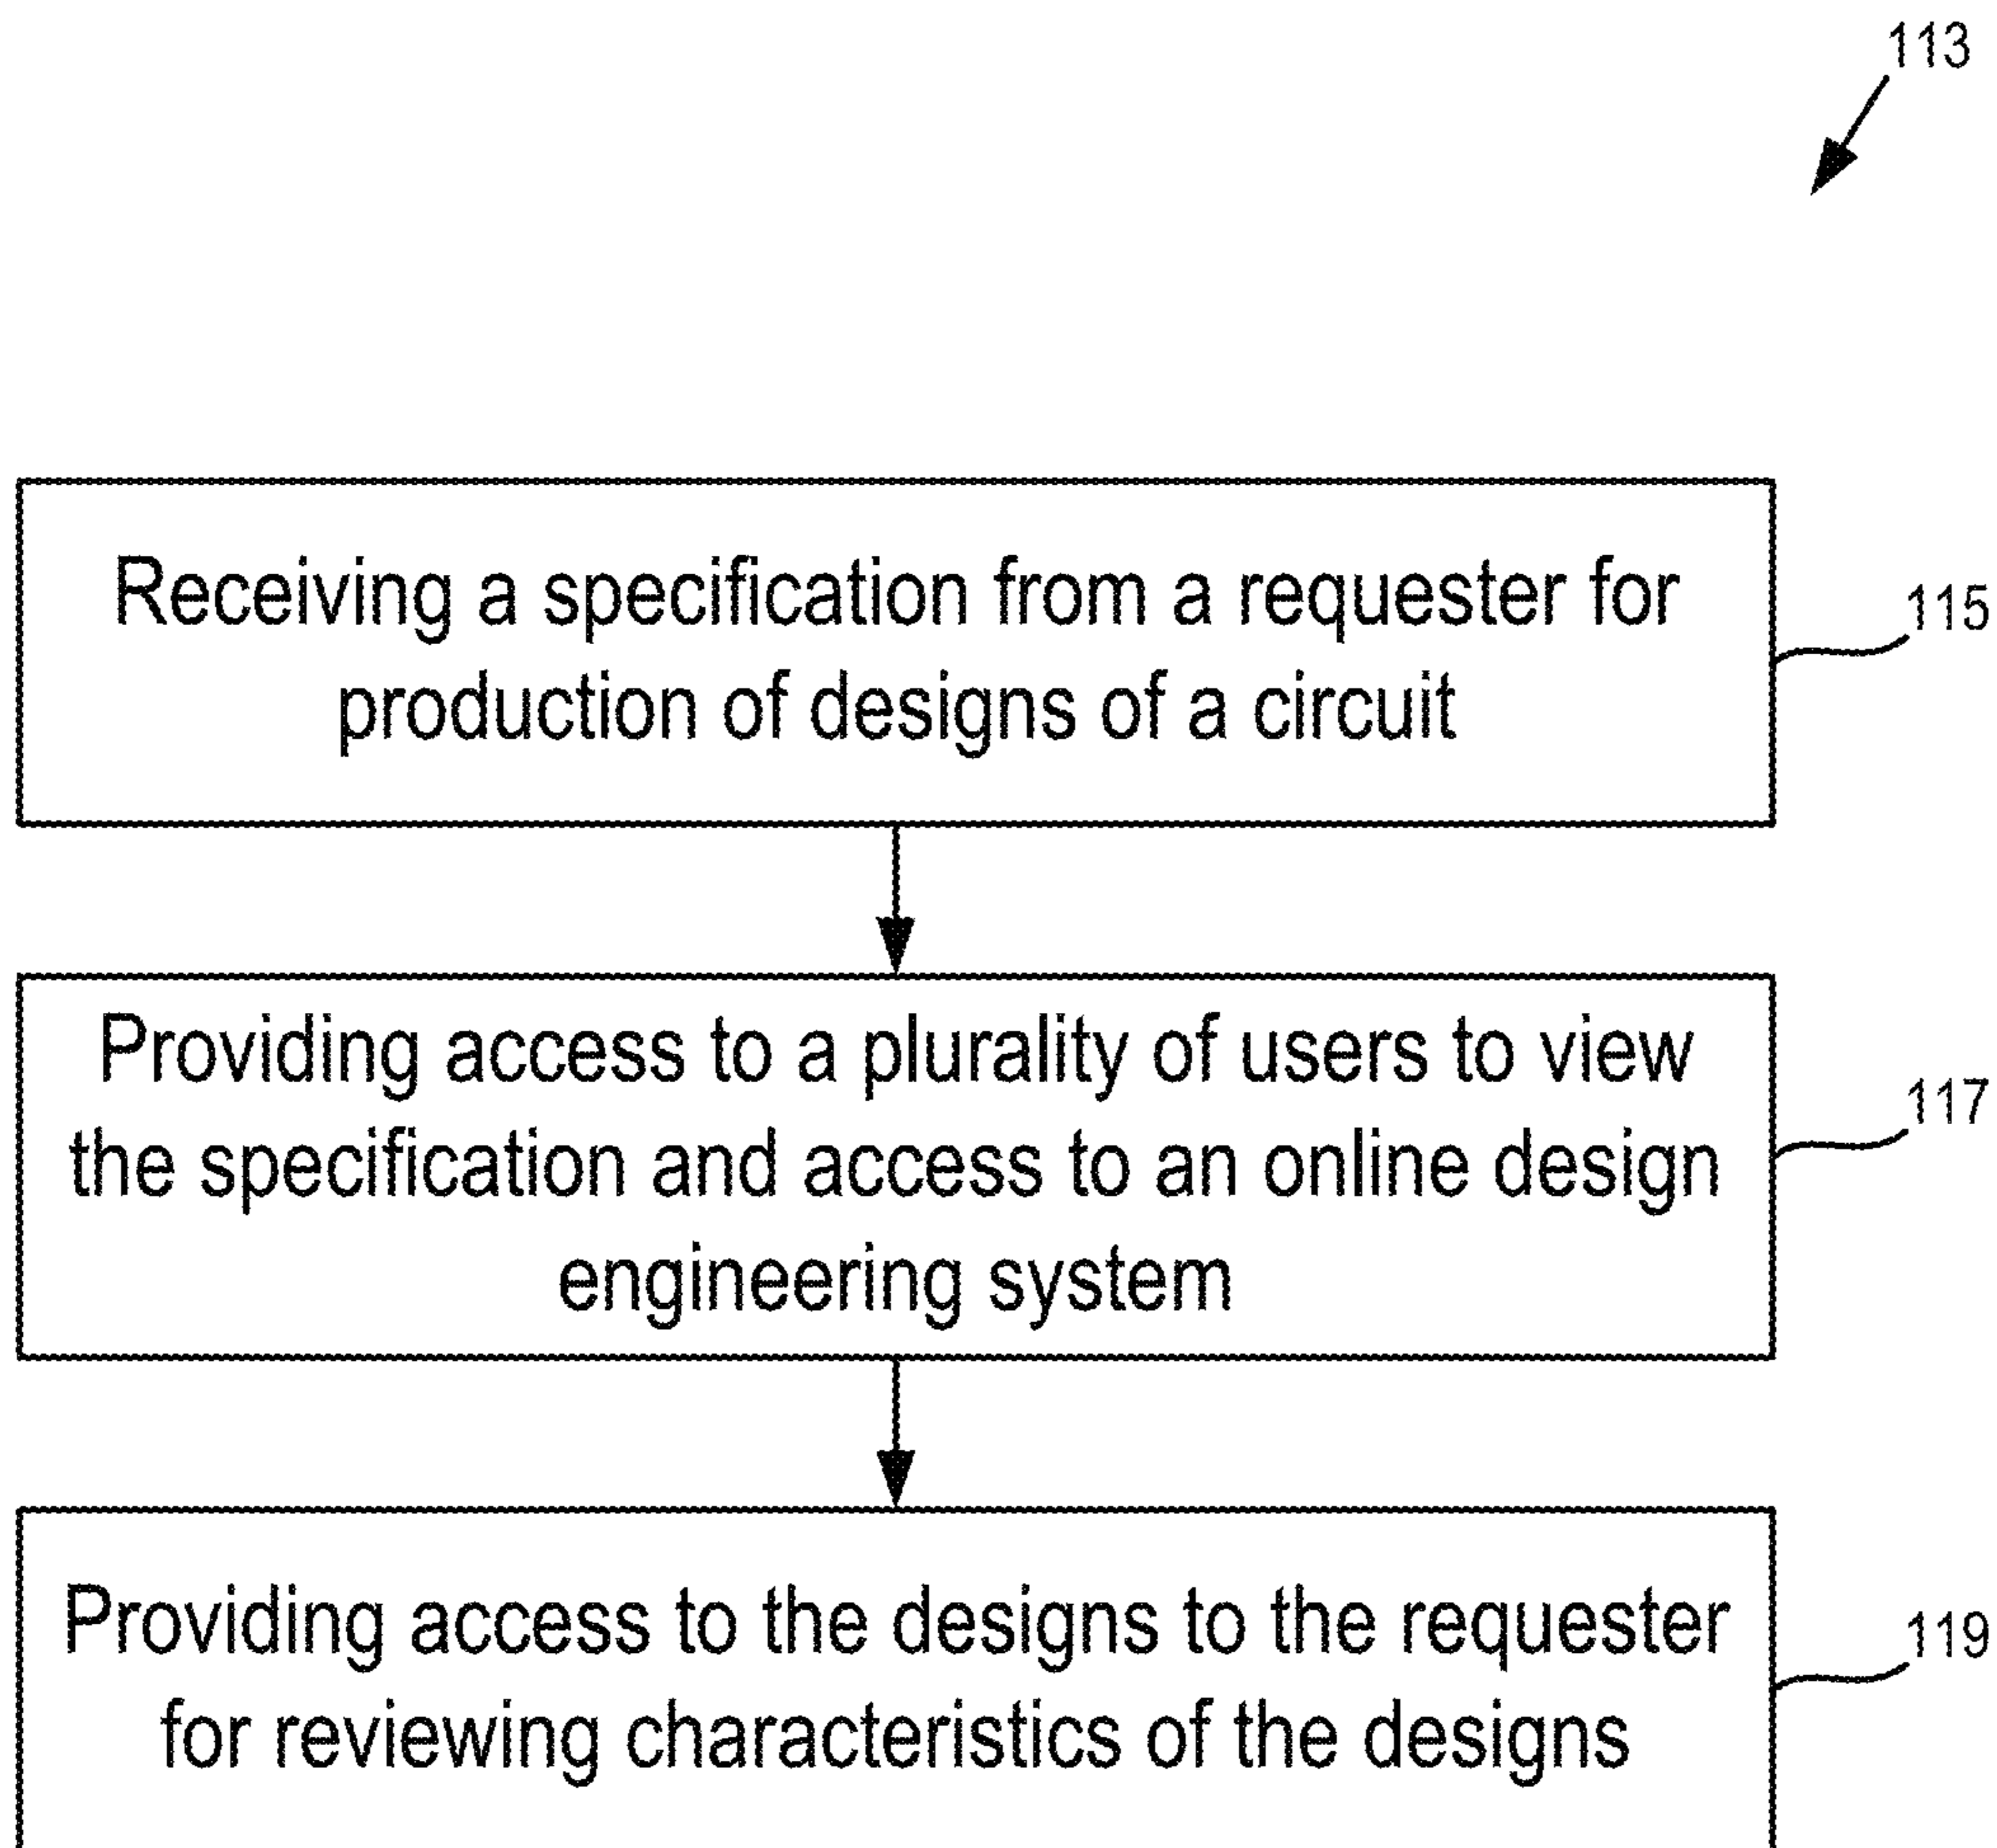 113
Receiving a specification from a requester for
production of designs of a circuit
115
Providing access to a plurality of users to view
the specification and access to an online design
engineering system
117
Providing access to the designs to the requester
for reviewing characteristics of the designs
119